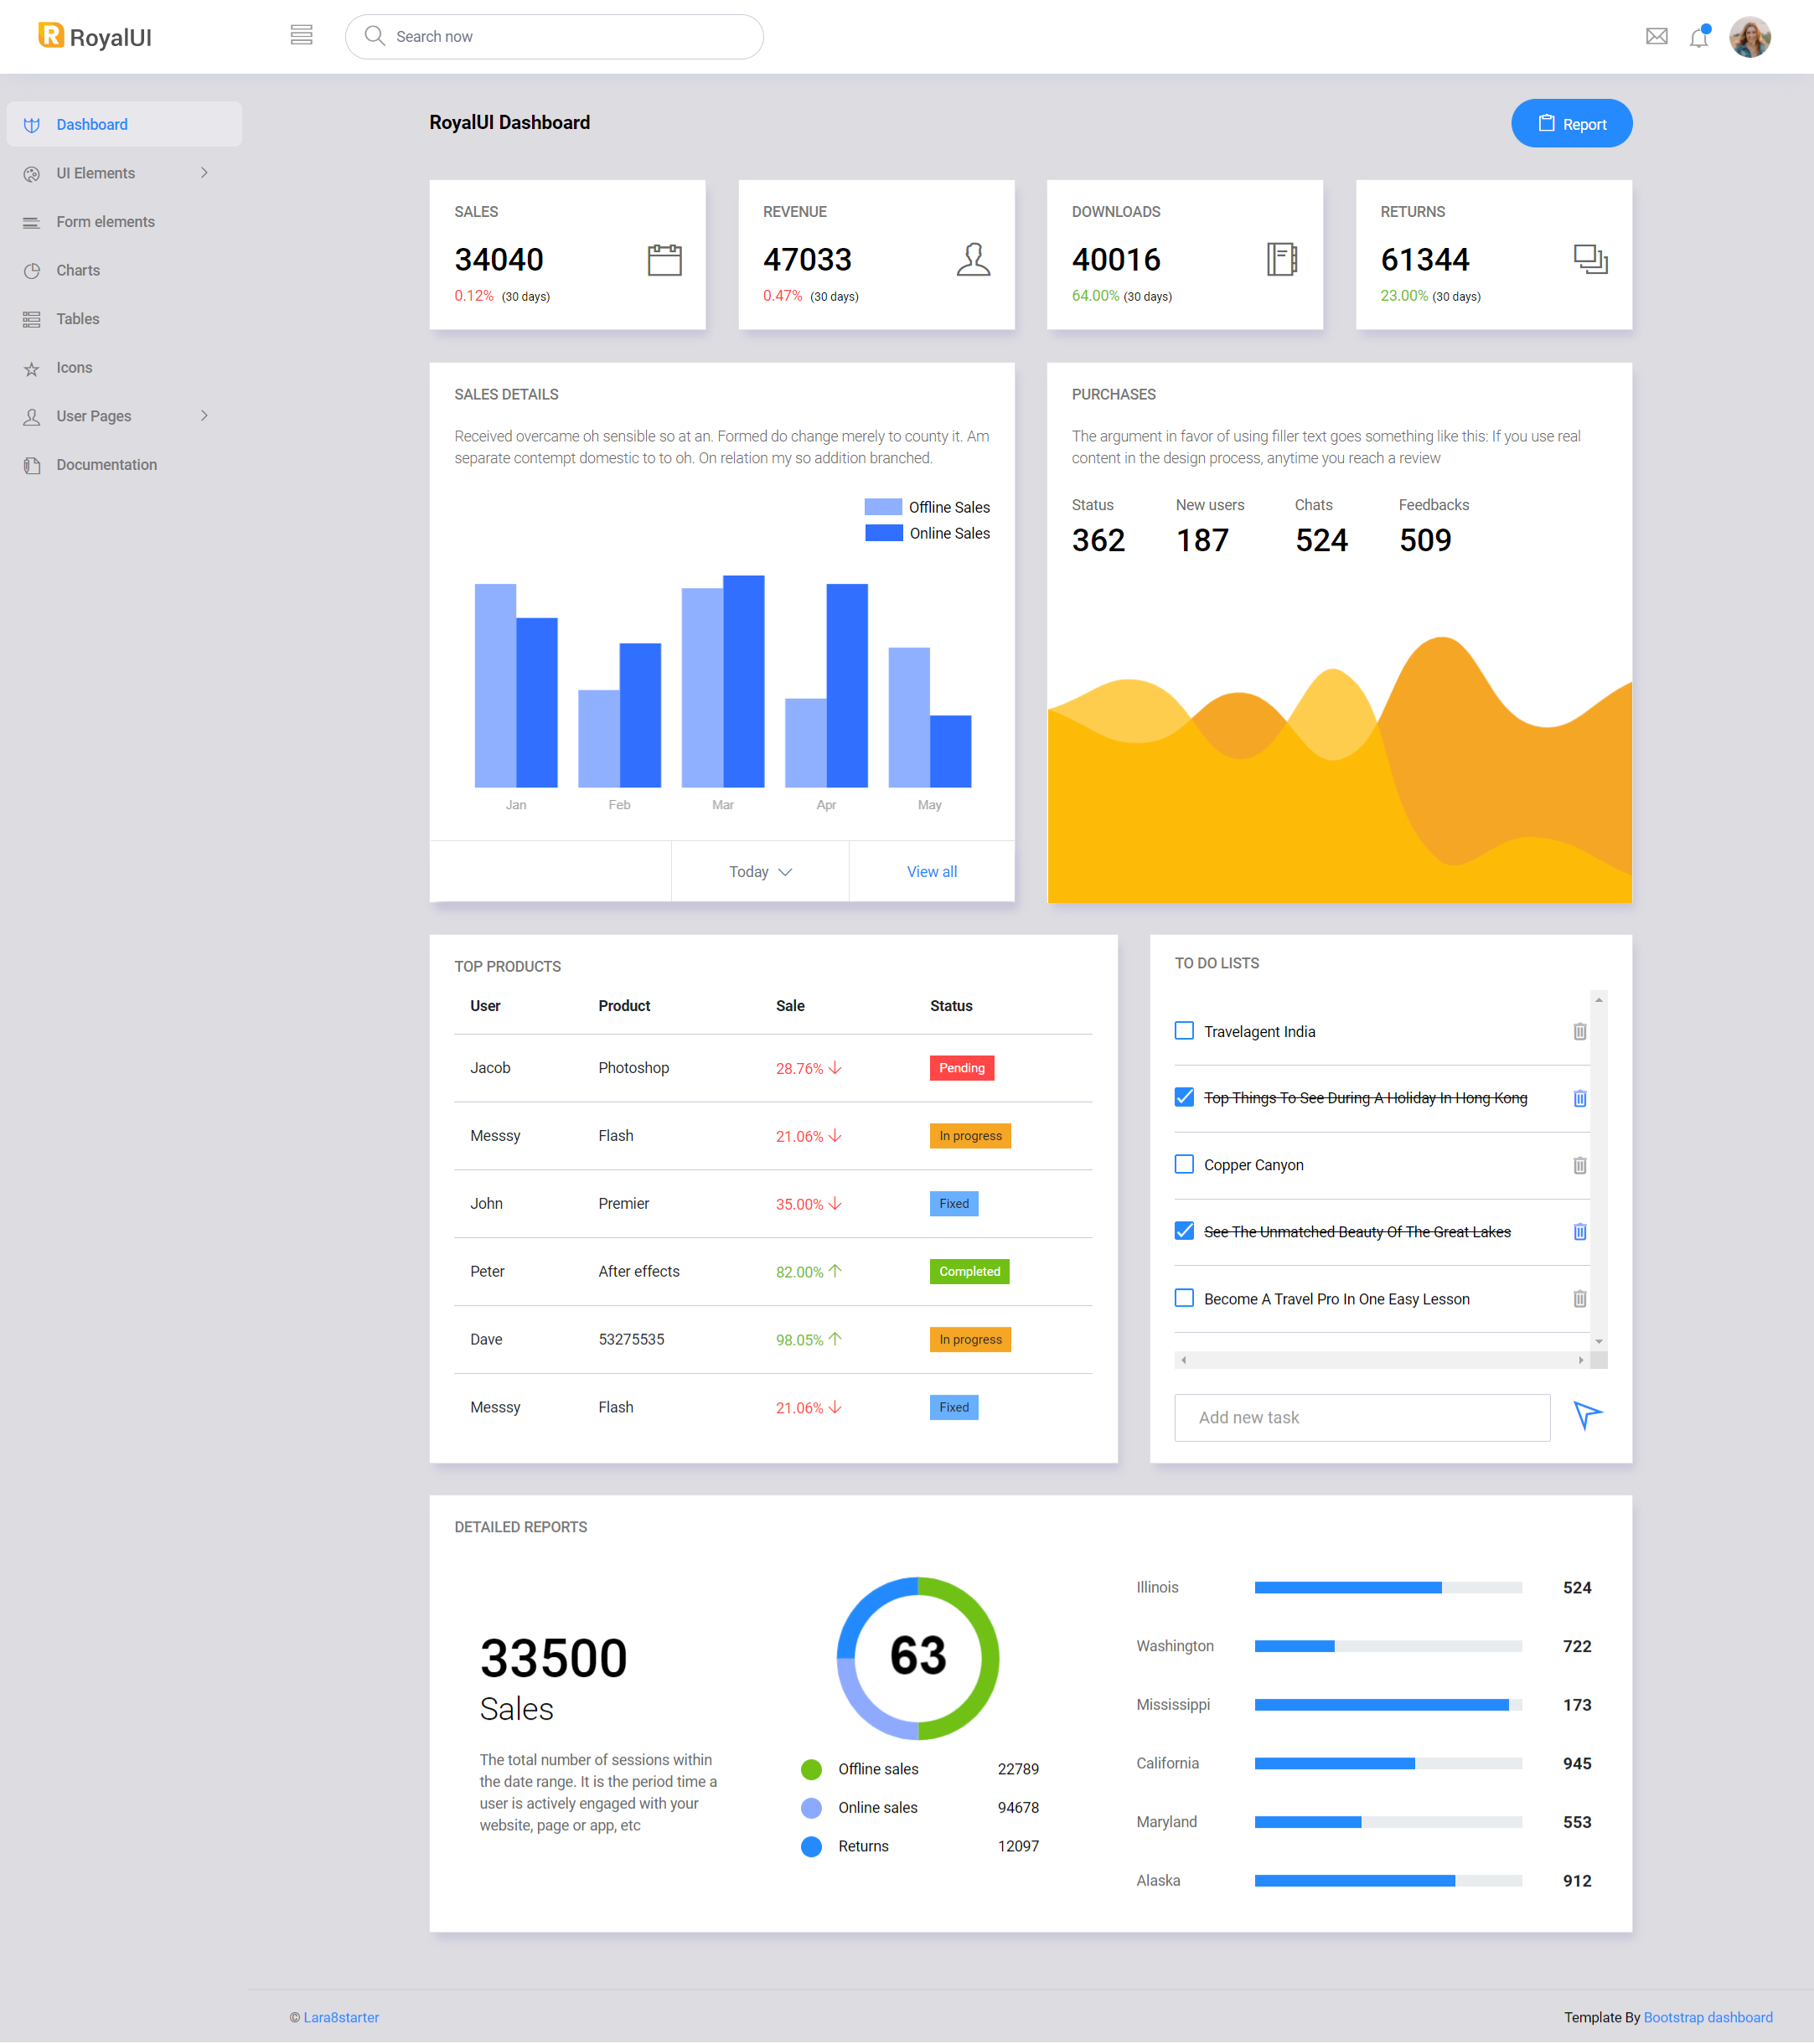 RoyalUI
Search now
Dashboard
UI Elements
Form elements
Charts
Tables
Icons
User Pages
Documentation
RoyalUI Dashboard
Report
SALES
34040
0.12% (30 days)
REVENUE
47033
0.47% (30 days)
DOWNLOADS
40016
64.00% (30 days)
RETURNS
61344
23.00% (30 days)
SALES DETAILS
Received overcame oh sensible so at an. Formed do change merely to county it. Am
separate contempt domestic to to oh. On relation my so addition branched.
Offline Sales
Online Sales
Jan Feb Mar Apr May
Today
View all
PURCHASES
The argument in favor of using filler text goes something like this: If you use real
content in the design process, anytime you reach a review
Status New users Chats Feedbacks
362 187 524 509
TOP PRODUCTS
User Product Sale Status
Jacob Photoshop 28.76% Pending
Messsy Flash 21.06% In progress
John Premier 35.00% Fixed
Peter After effects 82.00% Completed
Dave 53275535 98.05% In progress
Messsy Flash 21.06% Fixed
TO DO LISTS
Travelagent India
Top Things To See During A Holiday In Hong Kong
Copper Canyon
See The Unmatched Beauty Of The Great Lakes
Become A Travel Pro In One Easy Lesson
Add new task
DETAILED REPORTS
33500
Sales
The total number of sessions within
the date range. It is the period time a
user is actively engaged with your
website, page or app, etc
63
Offline sales 22789
Online sales 94678
Returns 12097
Illinois 524
Washington 722
Mississippi 173
California 945
Maryland 553
Alaska 912
© Lara8starter
Template By Bootstrap dashboard